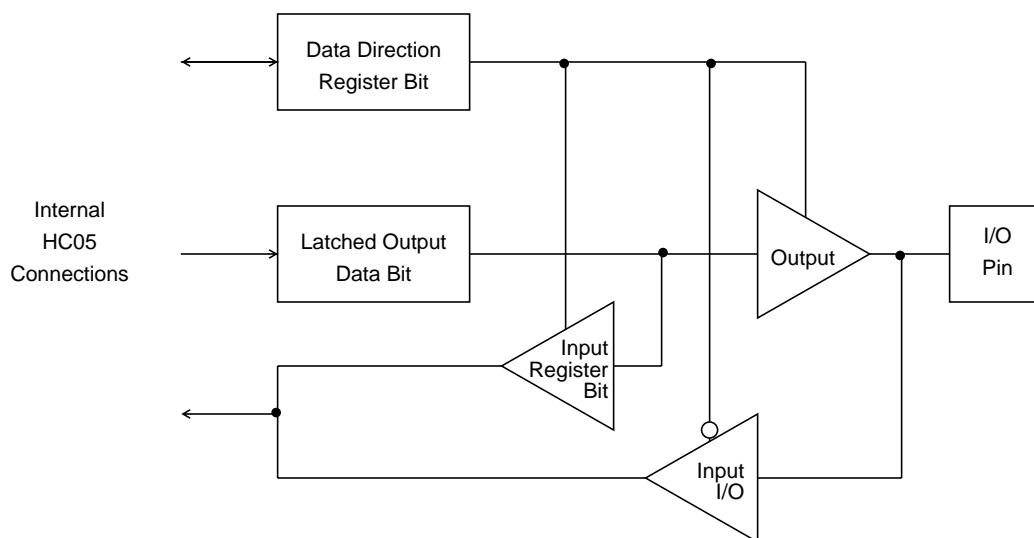 Data Direction
Register Bit
Internal
HC05
Connections
Latched Output
Data Bit
Output
I/O
Pin
Input
Register
Bit
Input
I/O